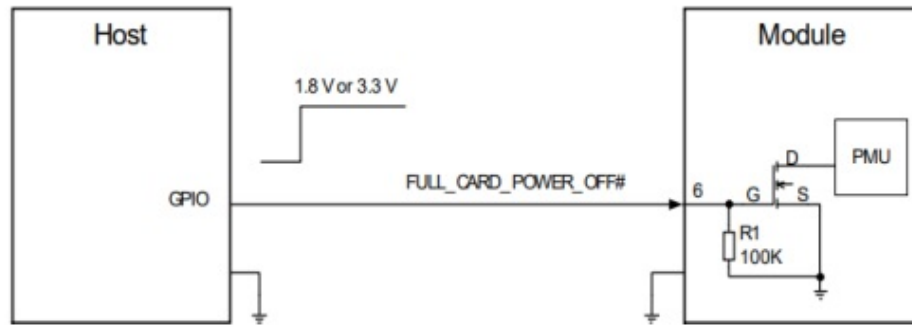 Host
Module
1.8 V or 3.3 V
D
PMU
FULL_CARD_POWER_OFF#
GPIO
6
G
S
R1
100K